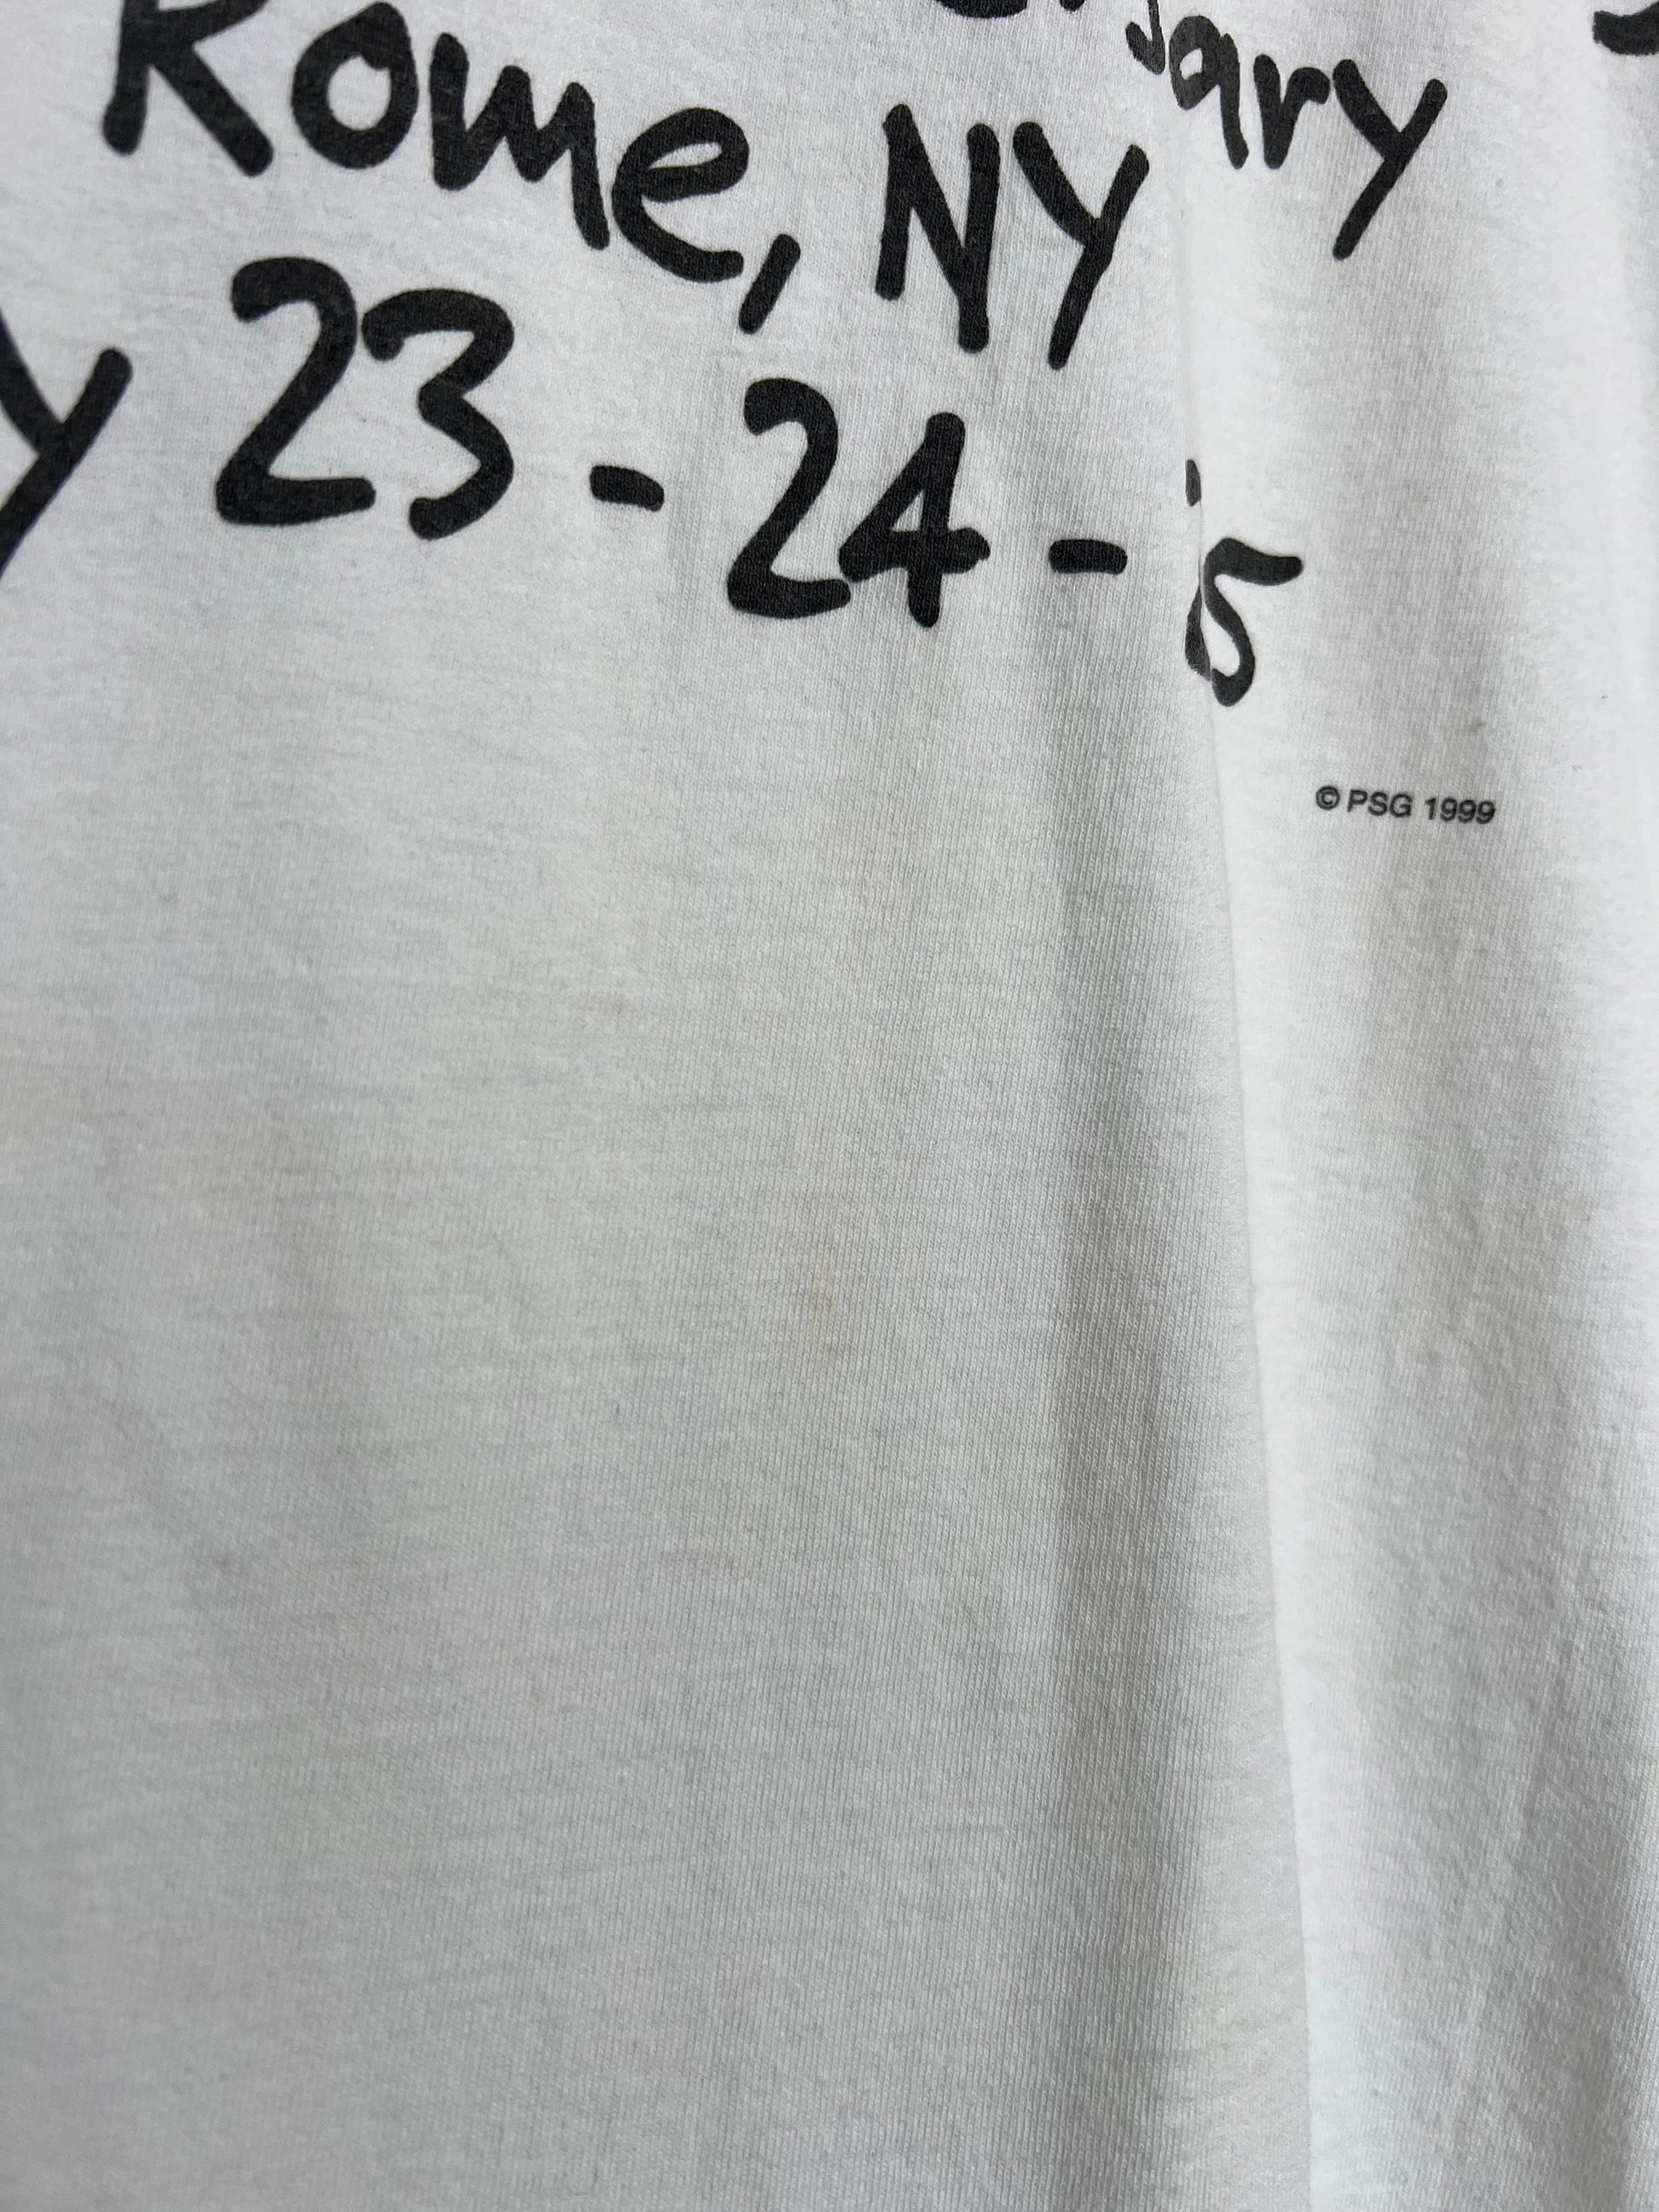 Rome, NY
y 23 - 24 -
© PSG 1999